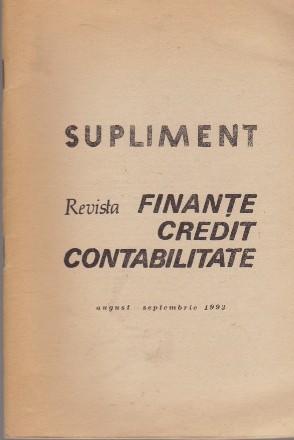 SUPLIMENT
Revista FINANȚE
CREDIT
CONTABILITATE
august - septembrie 1992